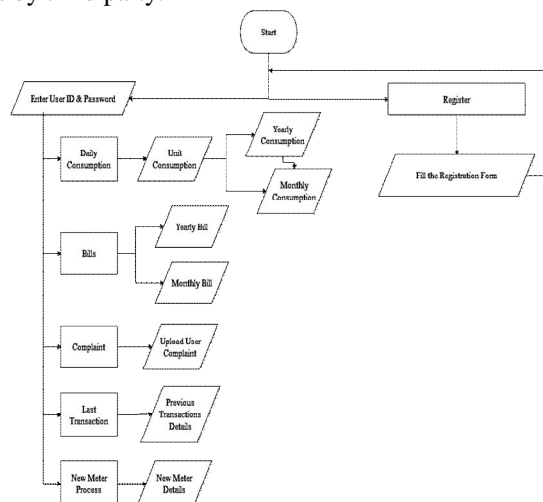 Start
Enter User ID & Password
Register
Daily
Consumption
Unit
Consumption
Yearly
Consumption
Monthly
Consumption
Fill the Registration Form
Bills
Yearly Bill
Monthly Bill
Complaint
Upload User
Complaint
Last
Transaction
Previous
Transactions
Details
New Meter
Process
New Meter
Details